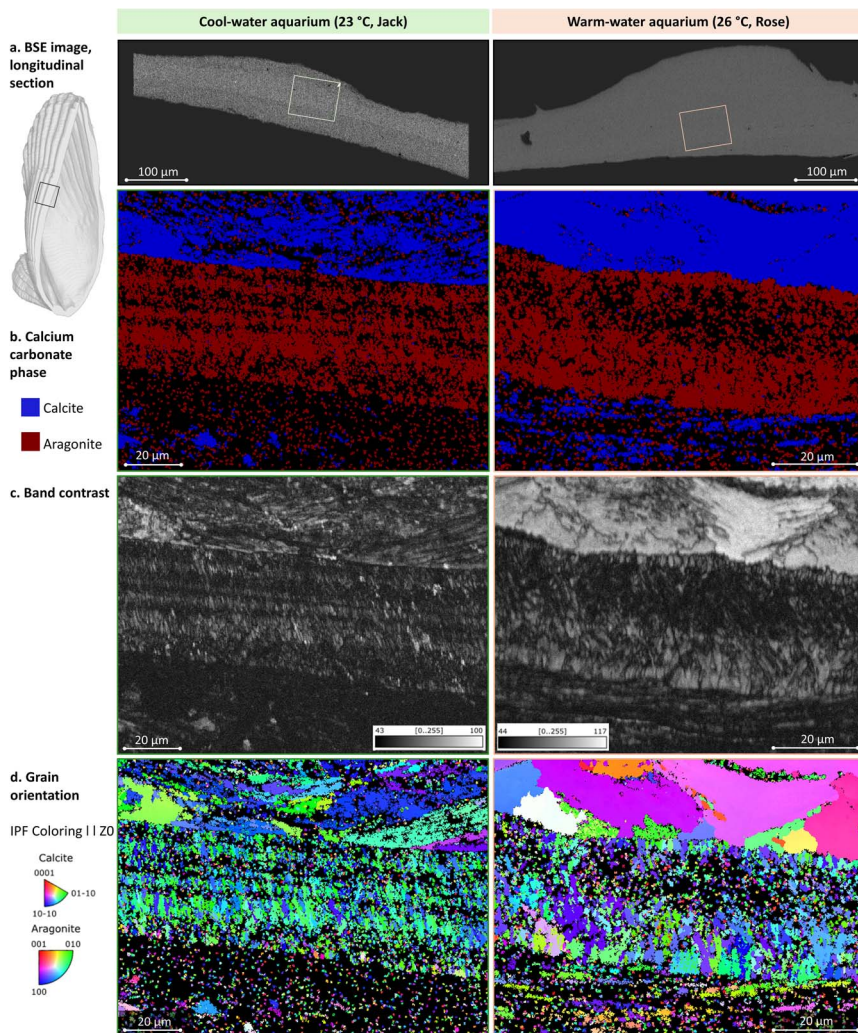 Cool-water aquarium (23 °C, Jack)
Warm-water aquarium (26 °C, Rose)
a. BSE image,
longitudinal
section
100 µm
100 µm
b. Calcium
carbonate
phase
Calcite
Aragonite
20 µm
20 µm
c. Band contrast
20 µm
43 [0..255] 100
44 [0..255] 117
20 µm
d. Grain
orientation
IPF Coloring l l Z0
Calcite
0001
01-10
10-10
Aragonite
001 010
100
20 µm
20 µm